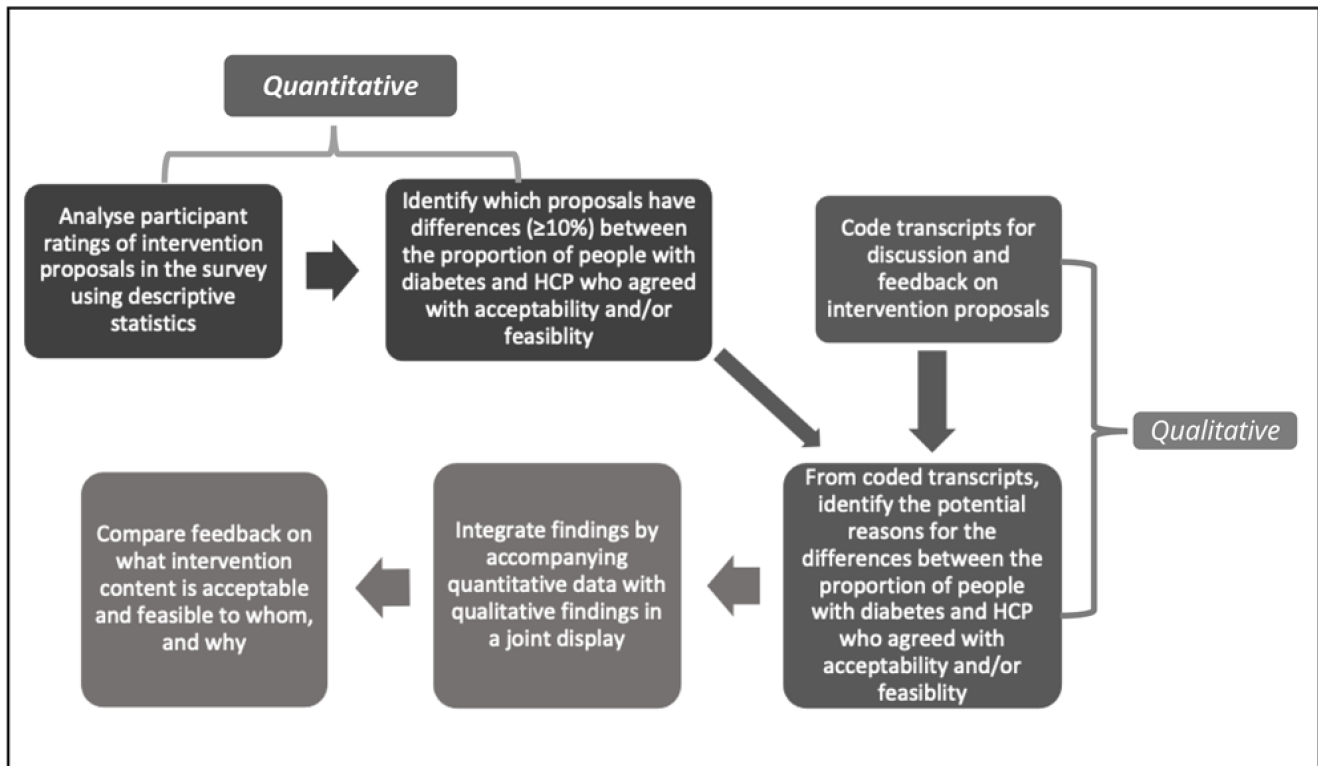 Quantitative
Analyse participant
ratings of intervention
proposals in the survey
using descriptive
statistics
Identify which proposals have
differences (≥10%) between
the proportion of people with
diabetes and HCP who agreed
with acceptability and/or
feasiblity
Code transcripts for
discussion and
feedback on
intervention proposals
Qualitative
From coded transcripts,
identify the potential
reasons for the
differences between the
proportion of people
with diabetes and HCP
who agreed with
acceptability and/or
feasiblity
Integrate findings by
accompanying
quantitative data with
qualitative findings in
a joint display
Compare feedback on
what intervention
content is acceptable
and feasible to whom,
and why